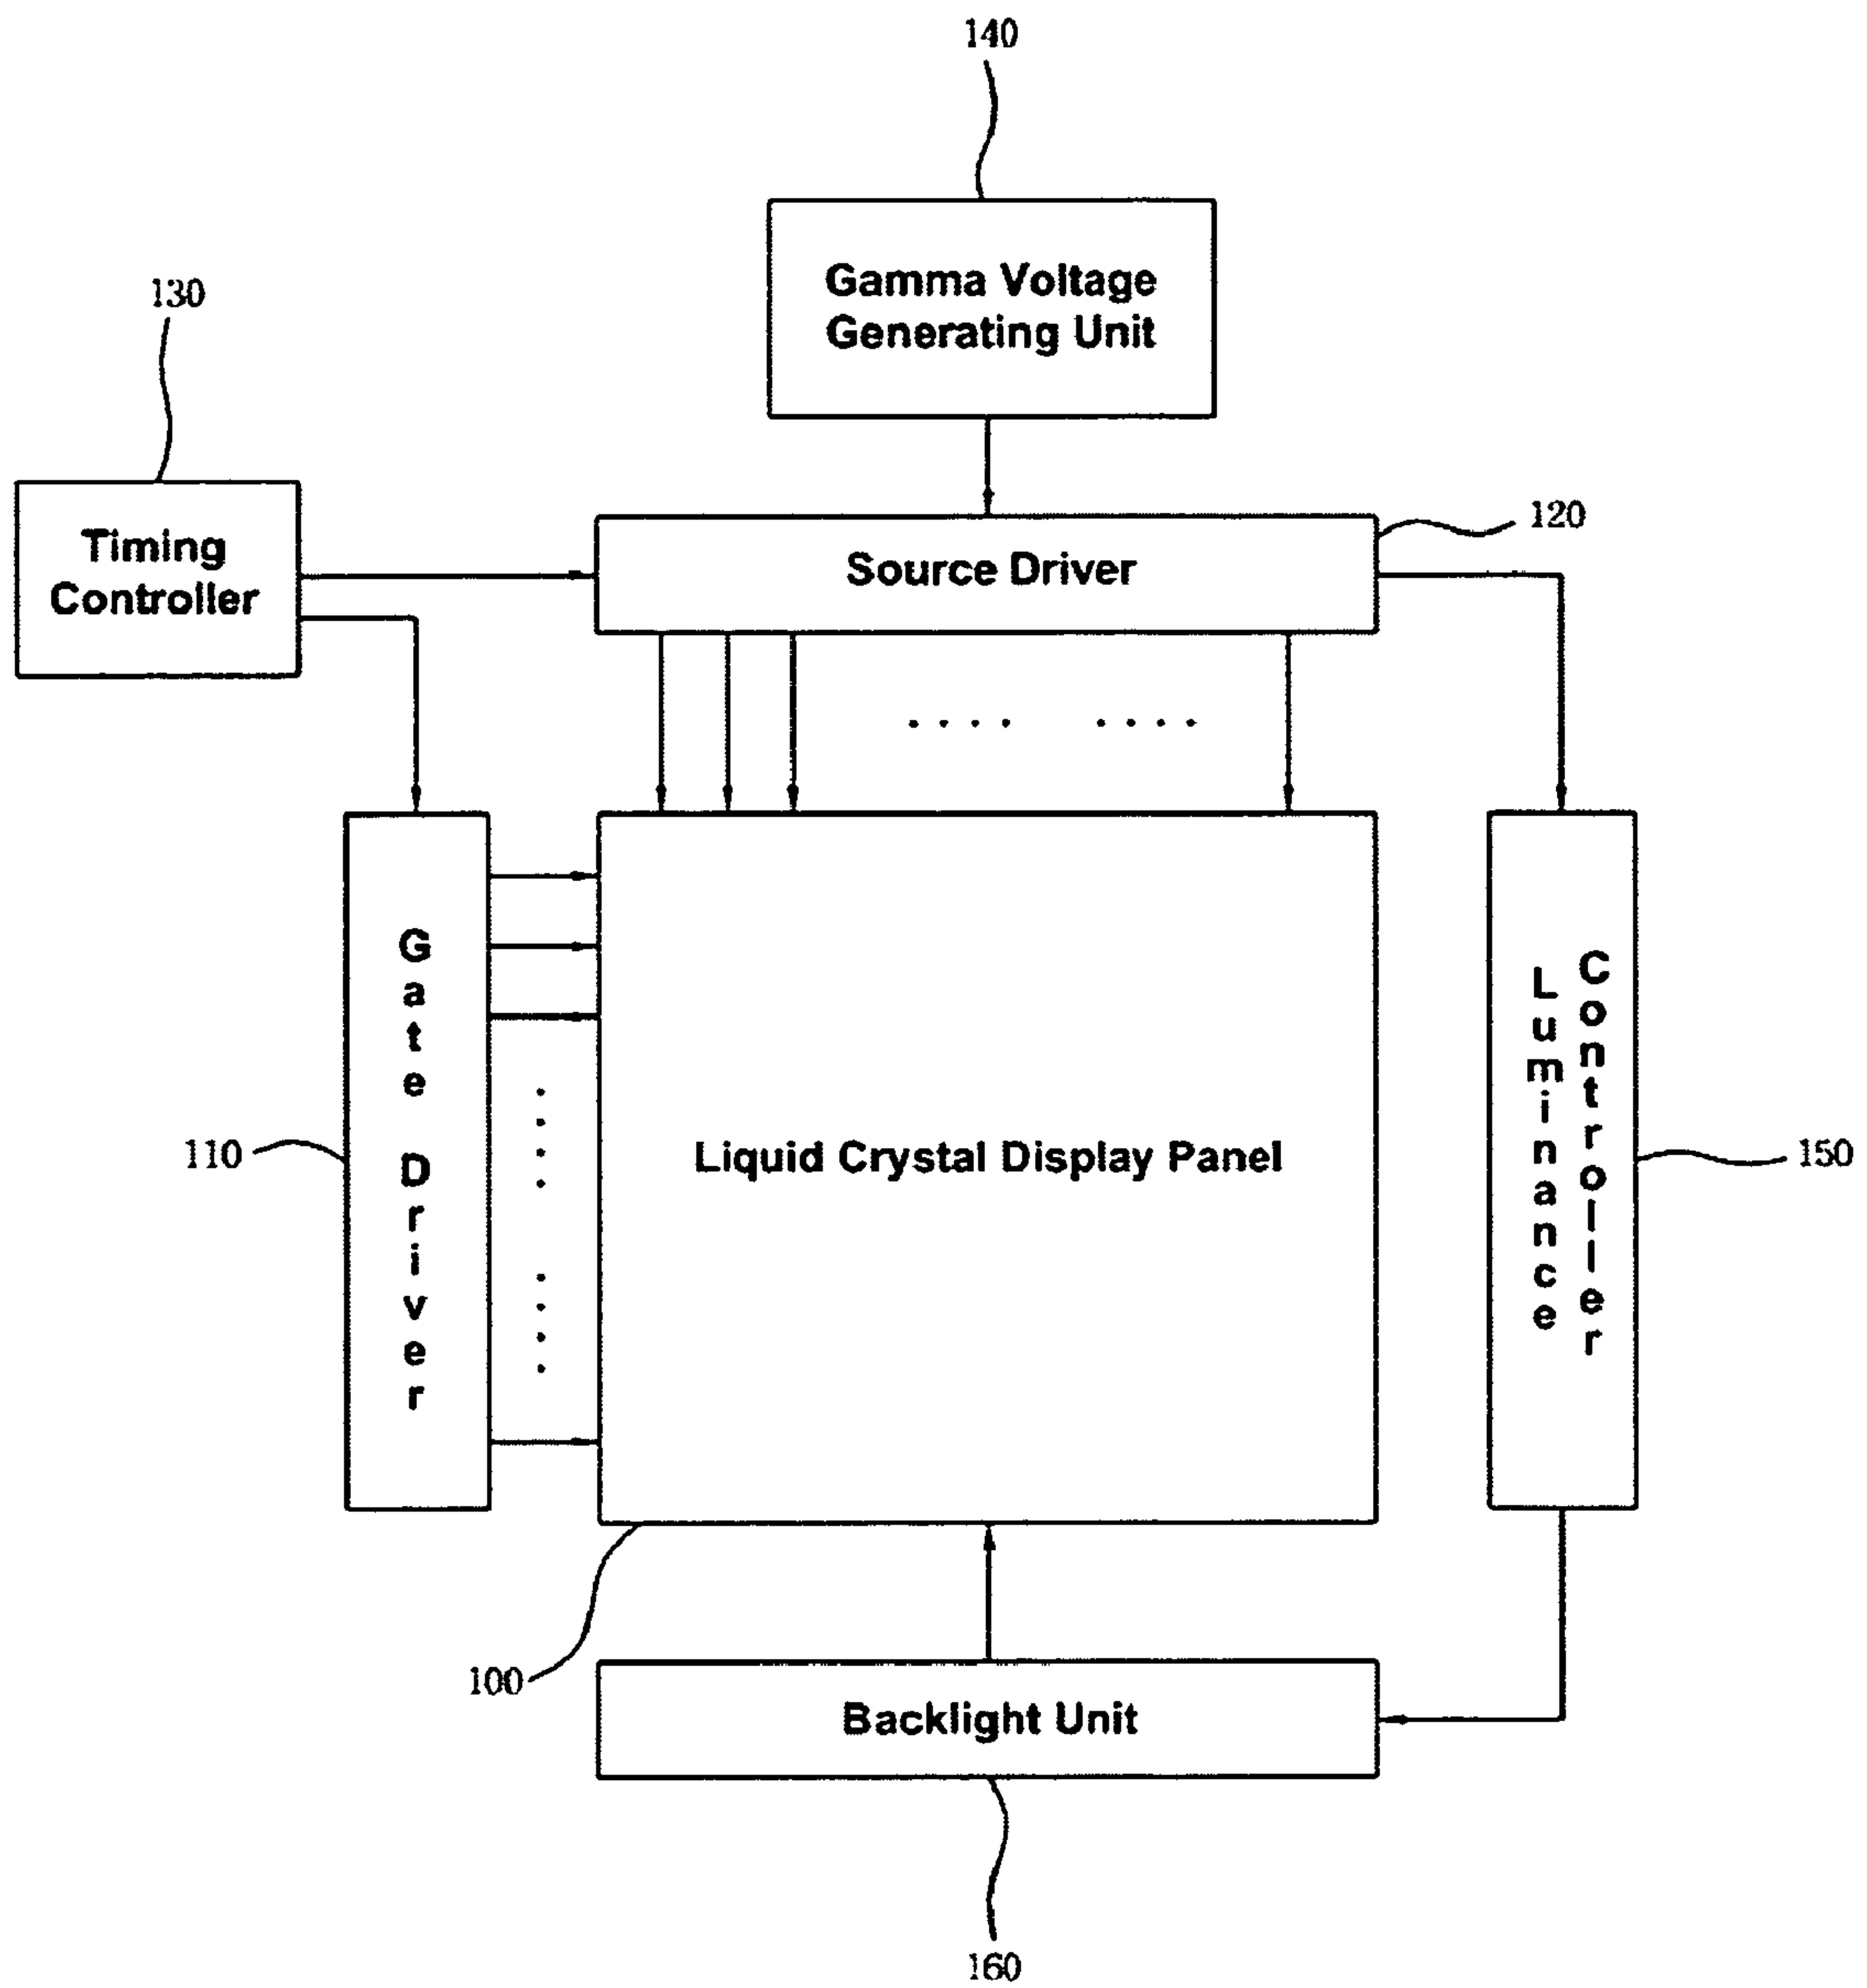 140
Gamma Voltage
Generating Unit
130
Timing
Controller
120
Source Driver
Gate Driver
110
Liquid Crystal Display Panel
Luminance
Controller
150
100
Backlight Unit
160